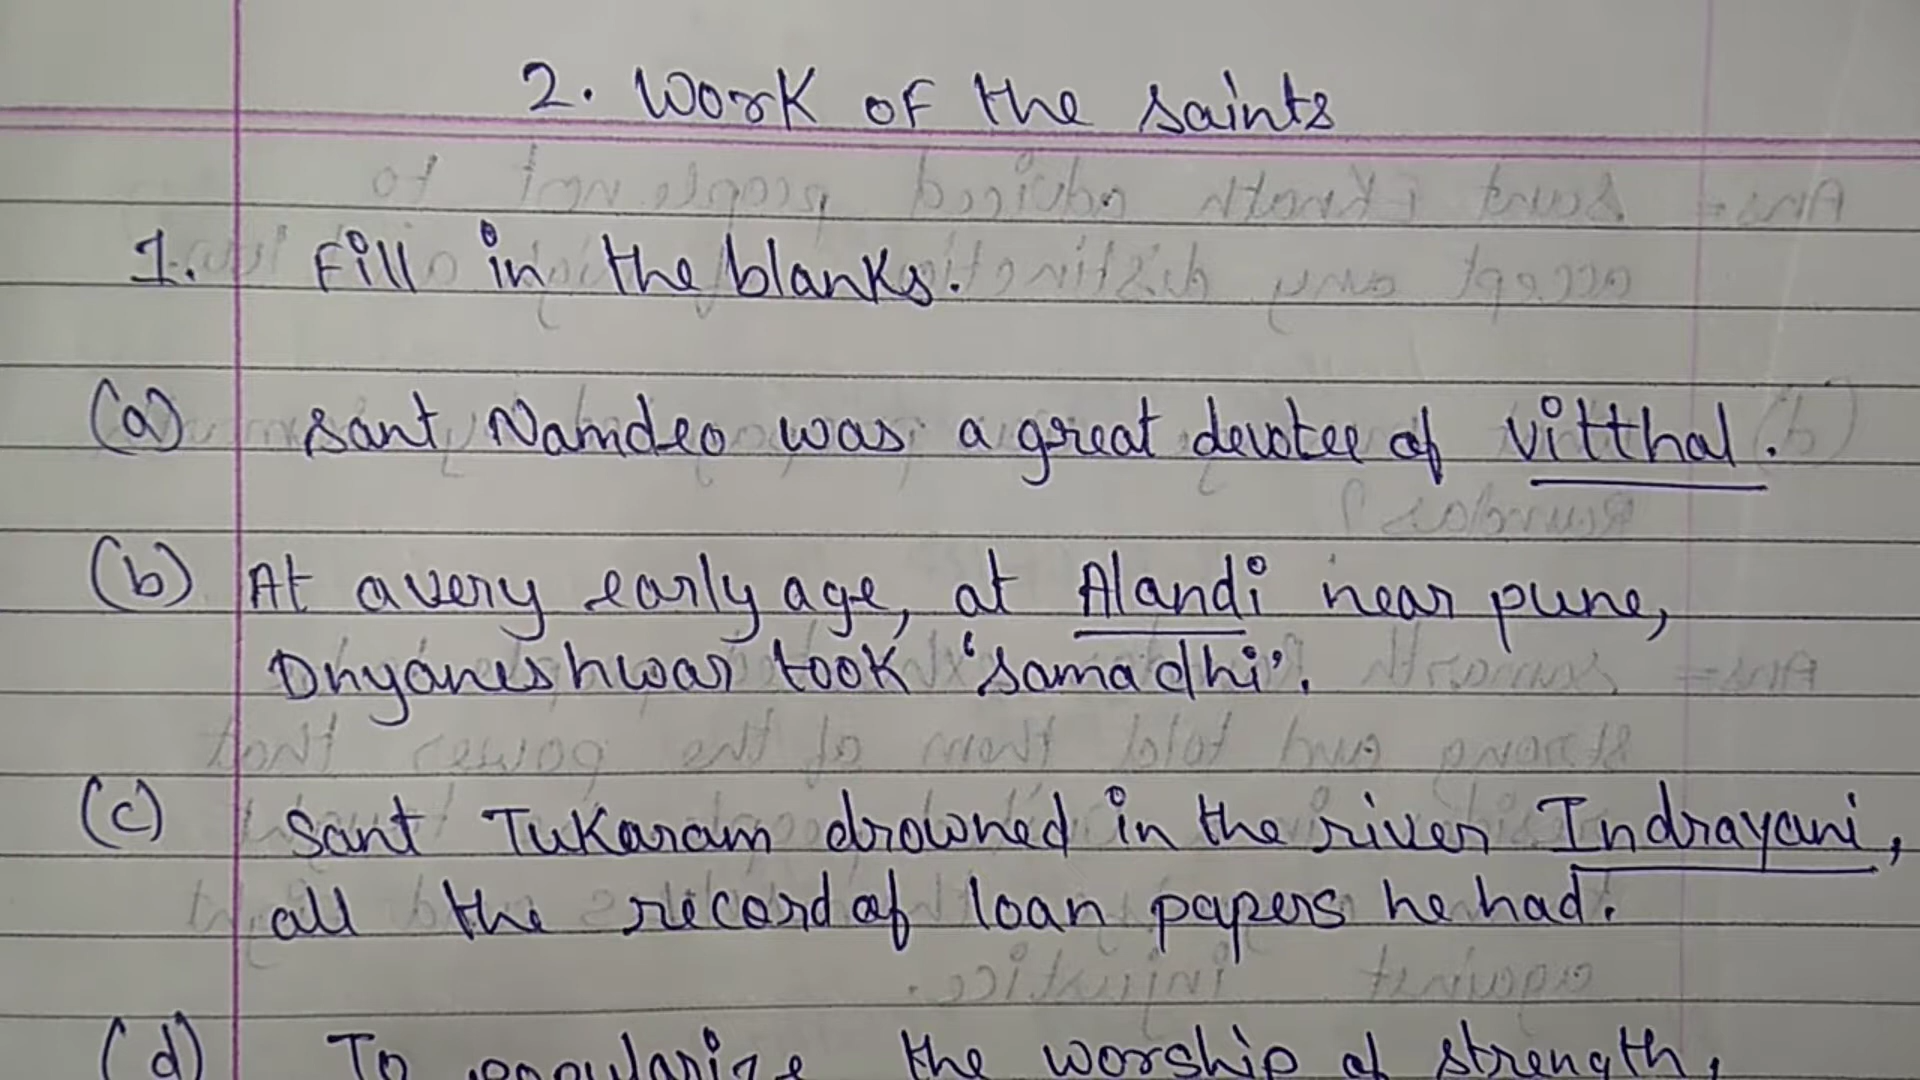 2. Work of the saints
1. Fill in the blanks.
(a) sant Namdeo was a great devotee of vitthal.
(b) At a very early age, at Alandi near pune,
Dnyaneshwar took 'samadhi'.
(c) sant Tukaram drowned in the river Indrayani,
all the record of loan papers he had.
(d) To popularize the worship of strength,